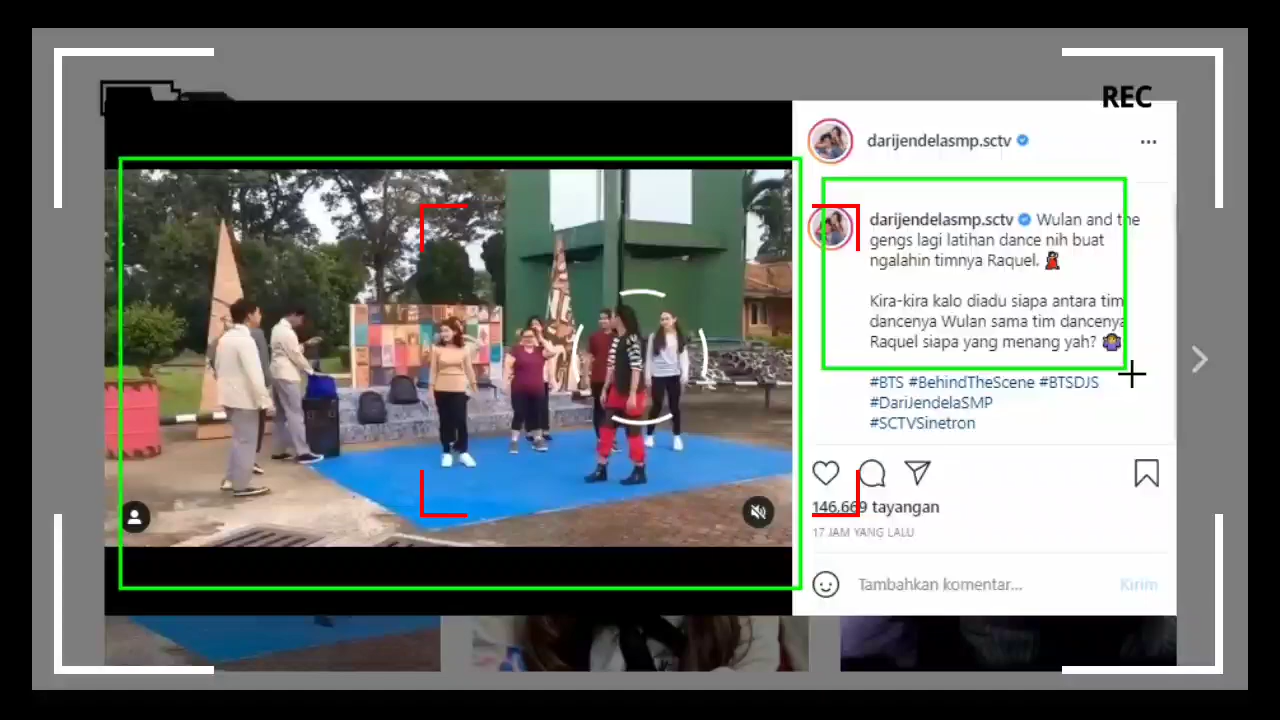 REC
darijendelasmp.sctv
darijendelasmp.sctv Wulan and the
gengs lagi latihan dance nih buat
ngalahin timnya Raquel. 💃
Kira-kira kalo diadu siapa antara tim
dancenya Wulan sama tim dancenya
Raquel siapa yang menang yah? 🤷‍♀️
#BTS #BehindTheScene #BTSDJS
#DariJendelaSMP
#SCTVSinetron
146.669 tayangan
17 JAM YANG LALU
Tambahkan komentar...
Kirim